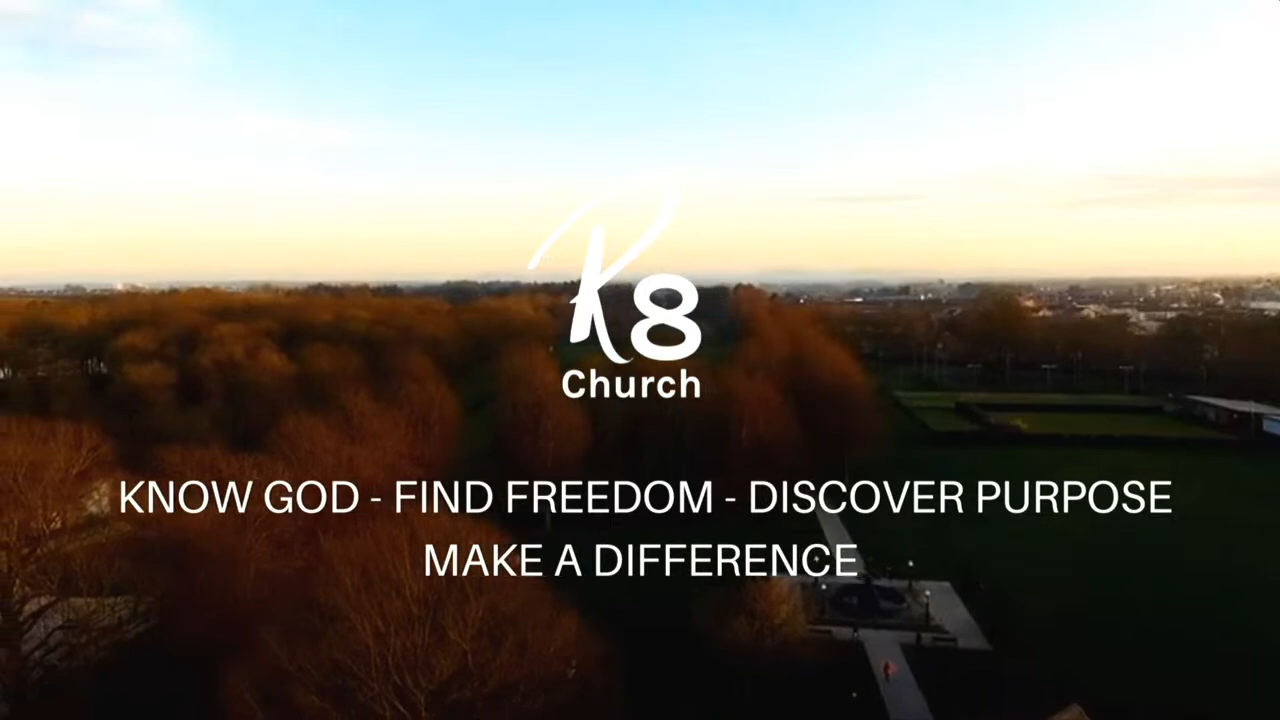 K8
Church
KNOW GOD - FIND FREEDOM - DISCOVER PURPOSE
MAKE A DIFFERENCE